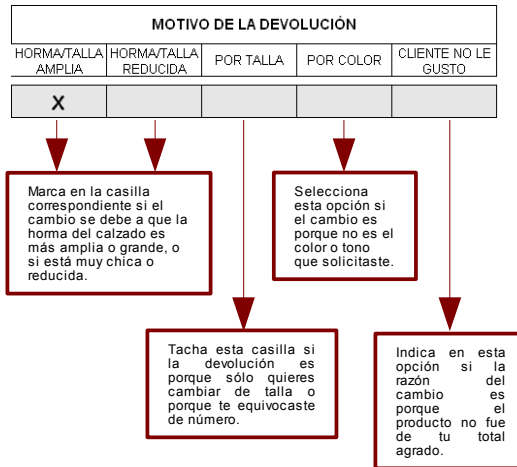 MOTIVO DE LA DEVOLUCIÓN
HORMA/TALLA AMPLIA
HORMA/TALLA REDUCIDA
POR TALLA
POR COLOR
CLIENTE NO LE GUSTO
X
Marca en la casilla
correspondiente si el
cambio se debe a que la
horma del calzado es
más amplia o grande, o
si está muy chica o
reducida.
Selecciona
esta opción si
el cambio es
porque no es el
color o tono
que solicitaste.
Tacha esta casilla si
la devolución es
porque sólo quieres
cambiar de talla o
porque te equivocaste
de número.
Indica en esta
opción si la
razón del
cambio es
porque el
producto no fue
de tu total
agrado.